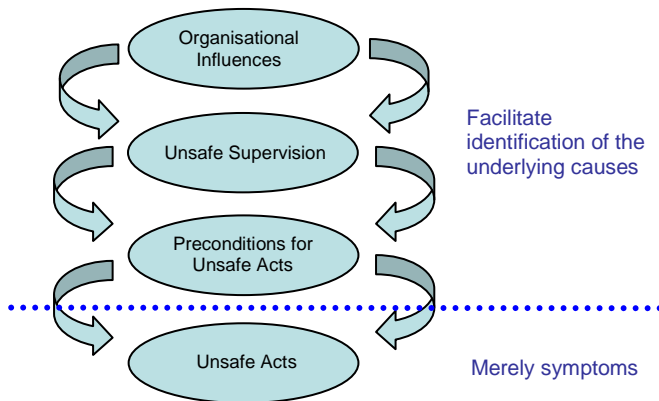 Organisational
Influences
Facilitate
identification of the
underlying causes
Unsafe Supervision
Preconditions for
Unsafe Acts
Unsafe Acts
Merely symptoms